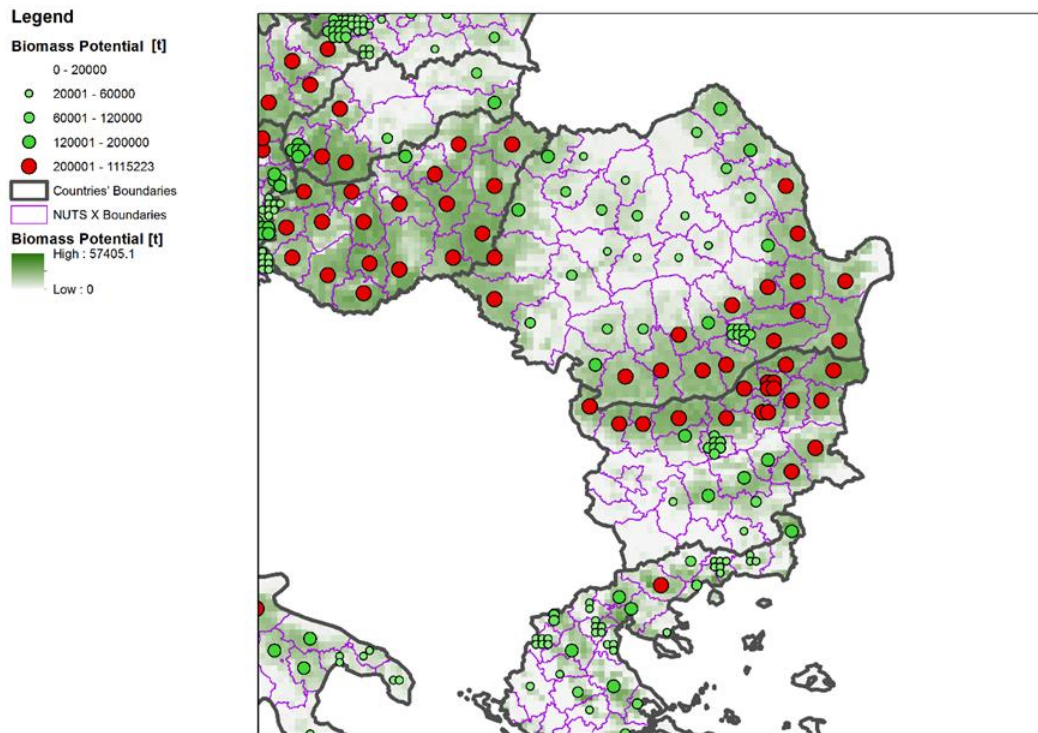 Legend
Biomass Potential [t]
0 - 20000
20001 - 60000
60001 - 120000
120001 - 200000
200001 - 1115223
Countries' Boundaries
NUTS X Boundaries
Biomass Potential [t]
High : 57405.1
Low : 0